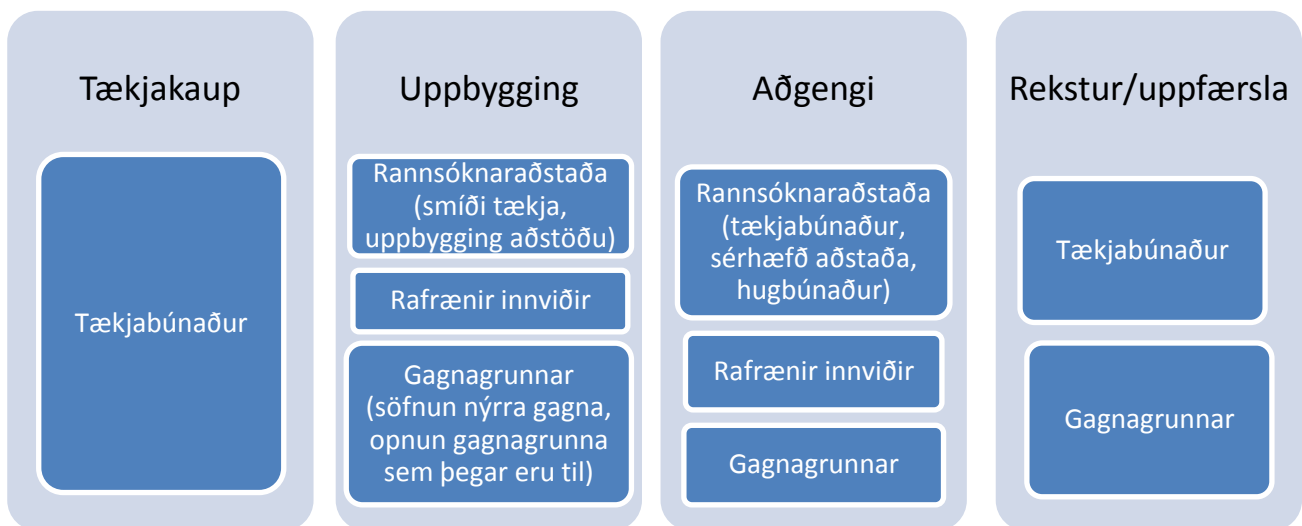 Tækjakaup
Tækjabúnaður
Uppbygging
Rannsóknaraðstaða
(smíði tækja,
uppbygging aðstöðu)
Rafrænir innviðir
Gagnagrunnar
(söfnun nýrra gagna,
opnun gagnagrunna
sem þegar eru til)
Aðgengi
Rannsóknaraðstaða
(tækjabúnaður,
sérhæfð aðstaða,
hugbúnaður)
Rafrænir innviðir
Gagnagrunnar
Rekstur/uppfærsla
Tækjabúnaður
Gagnagrunnar